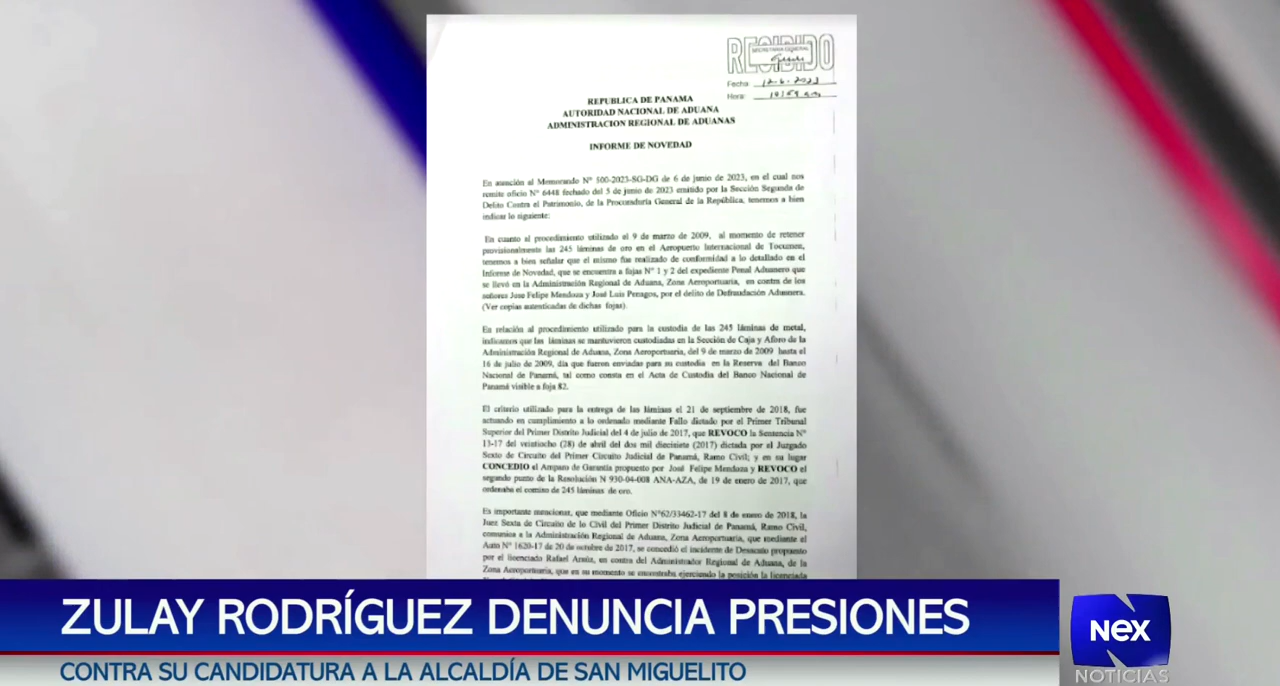 RECIBIDO
SECRETARIA GENERAL
Fecha: 12-6-2023
Hora:
REPUBLICA DE PANAMA
AUTORIDAD NACIONAL DE ADUANA
ADMINISTRACION REGIONAL DE ADUANAS
INFORME DE NOVEDAD
En atención al Memorando N° 500-2023-SG-DG de 6 de junio de 2023, en el cual nos
remite oficio N° 6448 fechado del 5 de junio de 2023 emitido por la Sección Segunda de
Delito Contra el Patrimonio, de la Procuraduría General de la República, tenemos a bien
indicar lo siguiente:
En cuanto al procedimiento utilizado el 9 de marzo de 2009, al momento de retener
provisionalmente las 245 láminas de oro en el Aeropuerto Internacional de Tocumen,
tenemos a bien señalar que el mismo fue realizado de conformidad a lo detallado en el
Informe de Novedad, que se encuentra a fojas N° 1 y 2 del expediente Penal Aduanero que
se llevó en la Administración Regional de Aduana, Zona Aeroportuaria, en contra de los
señores Jose Felipe Mendoza y José Luis Penagos, por el delito de Defraudación Aduanera.
(Ver copias autenticadas de dichas fojas).
En relación al procedimiento utilizado para la custodia de las 245 láminas de metal,
indicamos que las láminas se mantuvieron custodiadas en la Sección de Caja y Aforo de la
Administración Regional de Aduana, Zona Aeroportuaria, del 9 de marzo de 2009 hasta el
16 de julio de 2009, día que fueron enviadas para su custodia en la Reserva del Banco
Nacional de Panamá, tal como consta en el Acta de Custodia del Banco Nacional de
Panamá visible a foja 82.
El criterio utilizado para la entrega de las láminas el 21 de septiembre de 2018, fue
actuando en cumplimiento a lo ordenado mediante Fallo dictado por el Primer Tribunal
Superior del Primer Distrito Judicial del 4 de julio de 2017, que REVOCO la Sentencia N°
13-17 del veintiocho (28) de abril del dos mil diecisiete (2017) dictada por el Juzgado
Sexto de Circuito del Primer Circuito Judicial de Panamá, Ramo Civil; y en su lugar
CONCEDIO el Amparo de Garantía propuesto por José Felipe Mendoza y REVOCO el
segundo punto de la Resolución N 930-04-008 ANA-AZA, de 19 de enero de 2017, que
ordenaba el comiso de 245 láminas de oro.
Es importante mencionar, que mediante Oficio N°62/33462-17 del 8 de enero de 2018, la
Juez Sexta de Circuito de lo Civil del Primer Distrito Judicial de Panamá, Ramo Civil,
comunica a la Administración Regional de Aduana, Zona Aeroportuaria, que mediante el
Auto N° 1620-17 de 20 de octubre de 2017, se concedió el incidente de Desacato propuesto
por el licenciado Rafael Araúz, en contra del Administrador Regional de Aduana, de la
Zona Aeroportuaria, que en su momento se encontraba ejerciendo la posición la licenciada
ZULAY RODRÍGUEZ DENUNCIA PRESIONES
CONTRA SU CANDIDATURA A LA ALCALDÍA DE SAN MIGUELITO
NEX
NOTICIAS